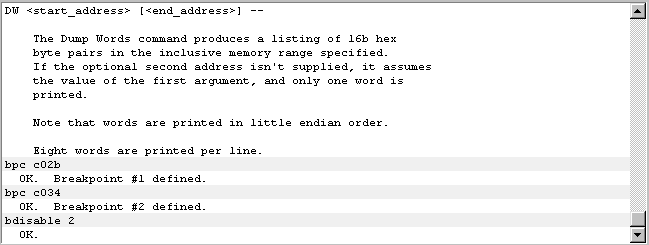 DW <start_address> [<end_address>] --
The Dump Words command produces a listing of 16b hex
byte pairs in the inclusive memory range specified.
If the optional second address isn't supplied, it assumes
the value of the first argument, and only one word is
printed.
Note that words are printed in little endian order.
Eight words are printed per line.
bpc c02b
OK.  Breakpoint #1 defined.
bpc c034
OK.  Breakpoint #2 defined.
bdisable 2
OK.